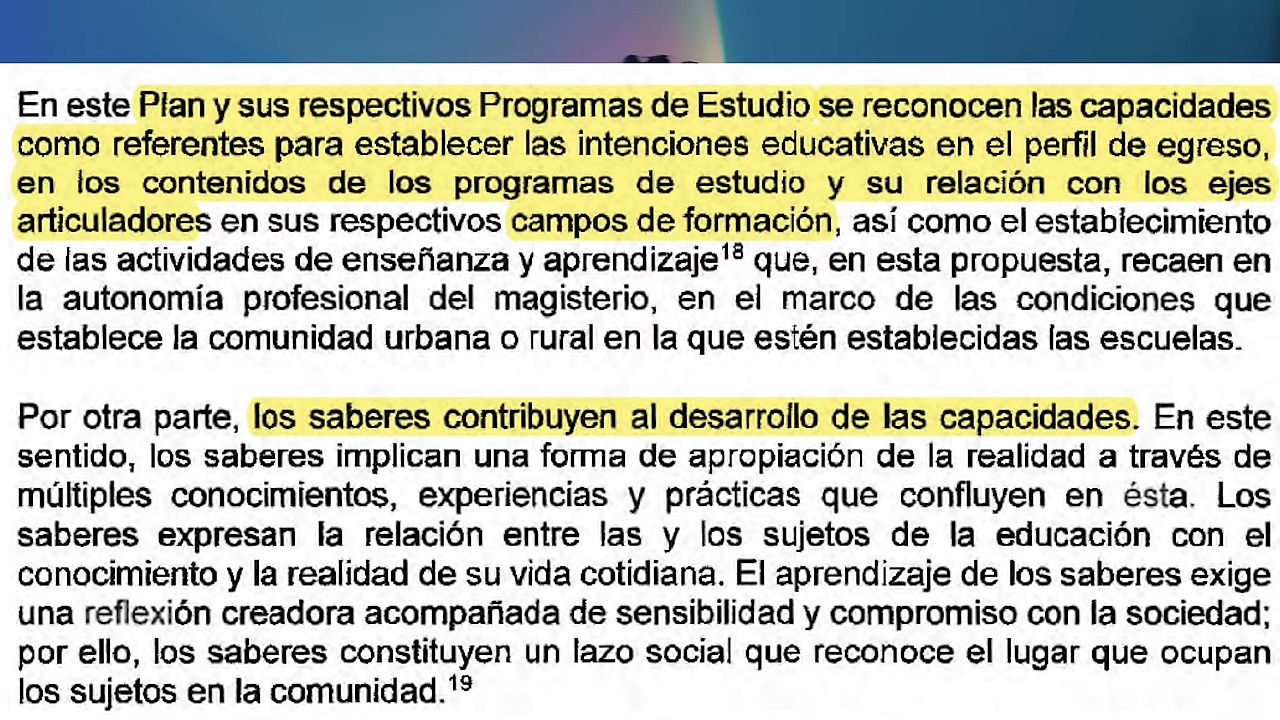 En este Plan y sus respectivos Programas de Estudio se reconocen las capacidades
como referentes para establecer las intenciones educativas en el perfil de egreso,
en los contenidos de los programas de estudio y su relación con los ejes
articuladores en sus respectivos campos de formación, así como el establecimiento
de las actividades de enseñanza y aprendizaje¹⁸ que, en esta propuesta, recaen en
la autonomía profesional del magisterio, en el marco de las condiciones que
establece la comunidad urbana o rural en la que estén establecidas las escuelas.
Por otra parte, los saberes contribuyen al desarrollo de las capacidades. En este
sentido, los saberes implican una forma de apropiación de la realidad a través de
múltiples conocimientos, experiencias y prácticas que confluyen en ésta. Los
saberes expresan la relación entre las y los sujetos de la educación con el
conocimiento y la realidad de su vida cotidiana. El aprendizaje de los saberes exige
una reflexión creadora acompañada de sensibilidad y compromiso con la sociedad;
por ello, los saberes constituyen un lazo social que reconoce el lugar que ocupan
los sujetos en la comunidad.¹⁹